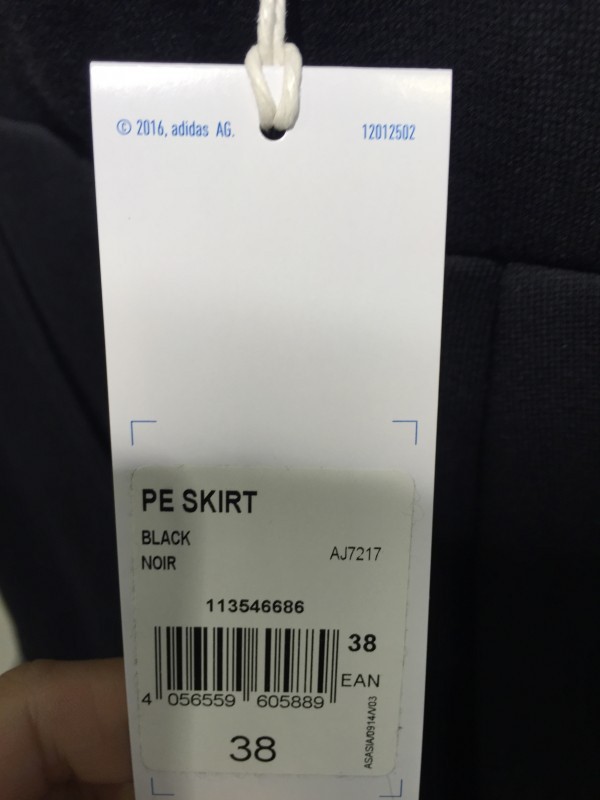 © 2016, adidas AG. 12012502
PE SKIRT
BLACK
NOIR AJ7217
113546686
38
EAN
4 056559 605889
38
ASASIA/0914/V03